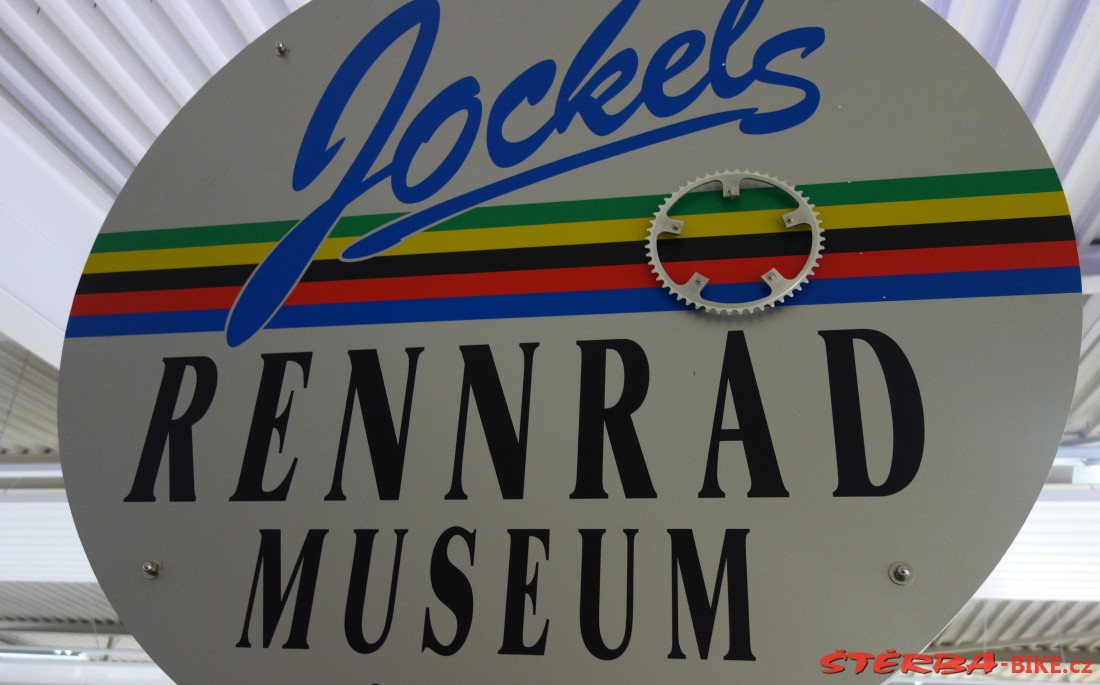 Jockels
RENNRAD
MUSEUM
ŠTĚRBA-BIKE.cz